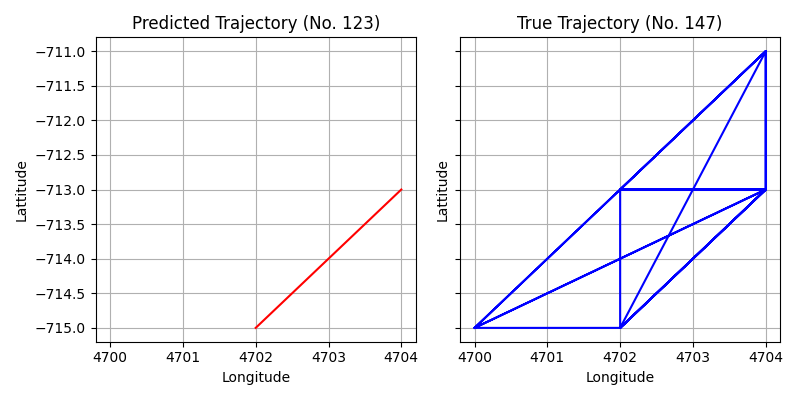 Predicted Trajectory (No. 123)
True Trajectory (No. 147)
−711.0
−711.5
−712.0
−712.5
−713.0
−713.5
−714.0
−714.5
−715.0
Lattitude
Lattitude
4700 4701 4702 4703 4704
4700 4701 4702 4703 4704
Longitude
Longitude